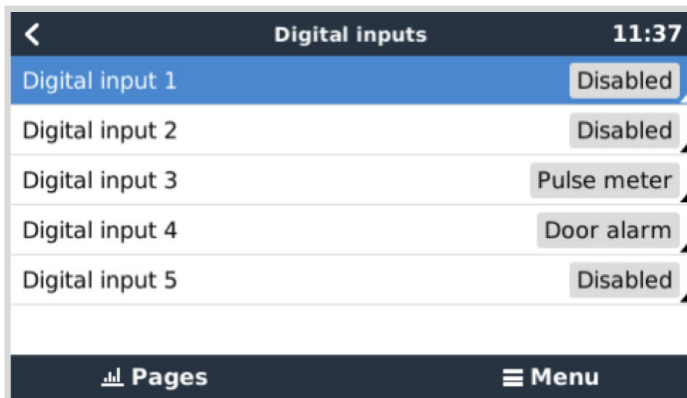 Digital inputs 11:37
Digital input 1 Disabled
Digital input 2 Disabled
Digital input 3 Pulse meter
Digital input 4 Door alarm
Digital input 5 Disabled
Pages Menu